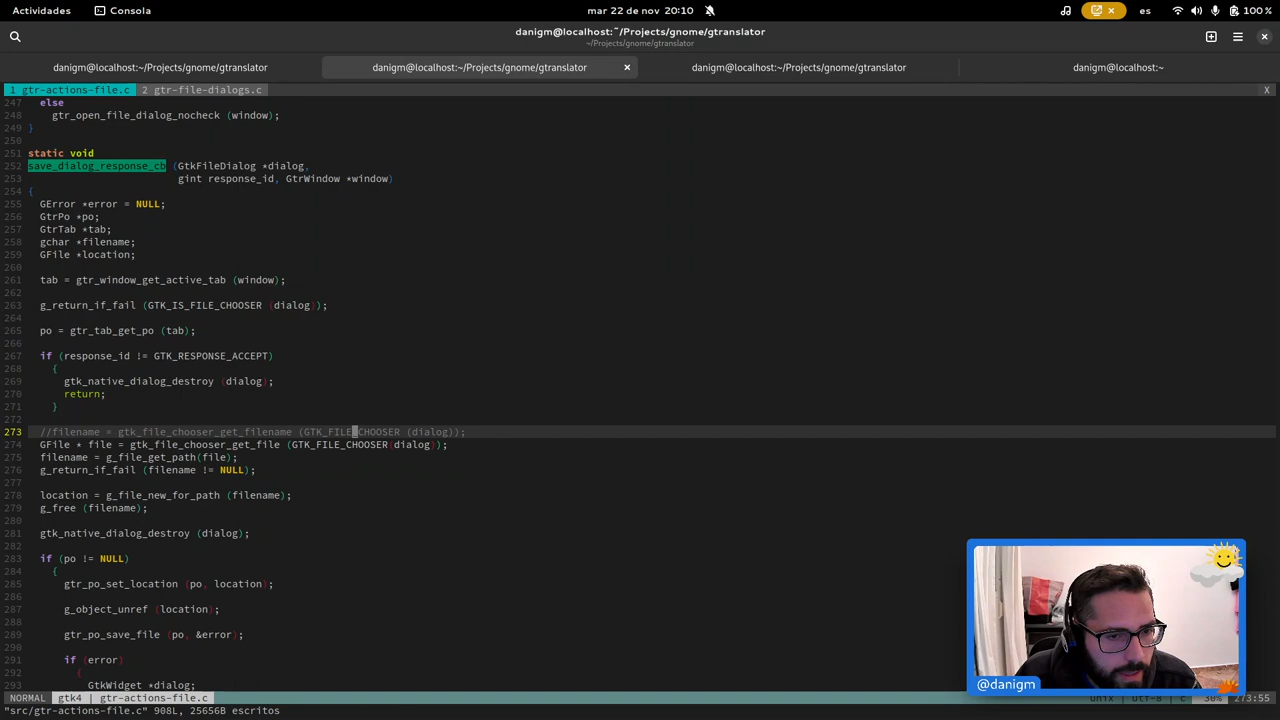 Actividades
Consola
mar 22 de nov 20:10
es
100 %
danigm@localhost:~/Projects/gnome/gtranslator
~/Projects/gnome/gtranslator
danigm@localhost:~/Projects/gnome/gtranslator
danigm@localhost:~/Projects/gnome/gtranslator
danigm@localhost:~/Projects/gnome/gtranslator
danigm@localhost:~
1 gtr-actions-file.c 2 gtr-file-dialogs.c X
247 else
248 gtr_open_file_dialog_nocheck (window);
249 }
250
251 static void
252 save_dialog_response_cb (GtkFileDialog *dialog,
253 gint response_id, GtrWindow *window)
254 {
255 GError *error = NULL;
256 GtrPo *po;
257 GtrTab *tab;
258 gchar *filename;
259 GFile *location;
260
261 tab = gtr_window_get_active_tab (window);
262
263 g_return_if_fail (GTK_IS_FILE_CHOOSER (dialog));
264
265 po = gtr_tab_get_po (tab);
266
267 if (response_id != GTK_RESPONSE_ACCEPT)
268 {
269 gtk_native_dialog_destroy (dialog);
270 return;
271 }
272
273 //filename = gtk_file_chooser_get_filename (GTK_FILE_CHOOSER (dialog));
274 GFile * file = gtk_file_chooser_get_file (GTK_FILE_CHOOSER(dialog));
275 filename = g_file_get_path(file);
276 g_return_if_fail (filename != NULL);
277
278 location = g_file_new_for_path (filename);
279 g_free (filename);
280
281 gtk_native_dialog_destroy (dialog);
282
283 if (po != NULL)
284 {
285 gtr_po_set_location (po, location);
286
287 g_object_unref (location);
288
289 gtr_po_save_file (po, &error);
290
291 if (error)
292 {
293 GtkWidget *dialog;
NORMAL gtk4 | gtr-actions-file.c unix | utf-8 | c 30% 273:55
"src/gtr-actions-file.c" 908L, 25656B escritos
@danigm